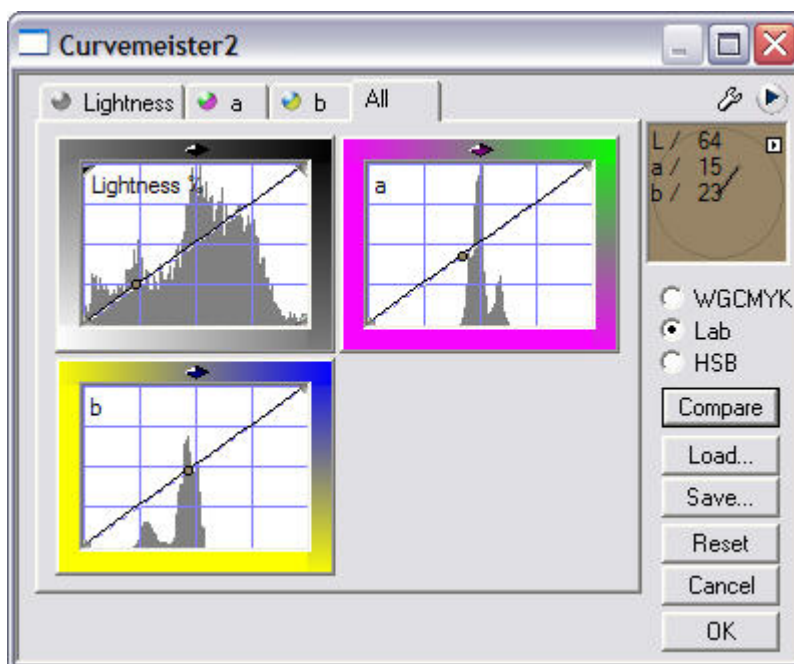 Curvemeister2
Lightness
a
b
All
L / 64
a / 15
b / 23
Lightness %
a
b
WGCMYK
Lab
HSB
Compare
Load...
Save...
Reset
Cancel
OK